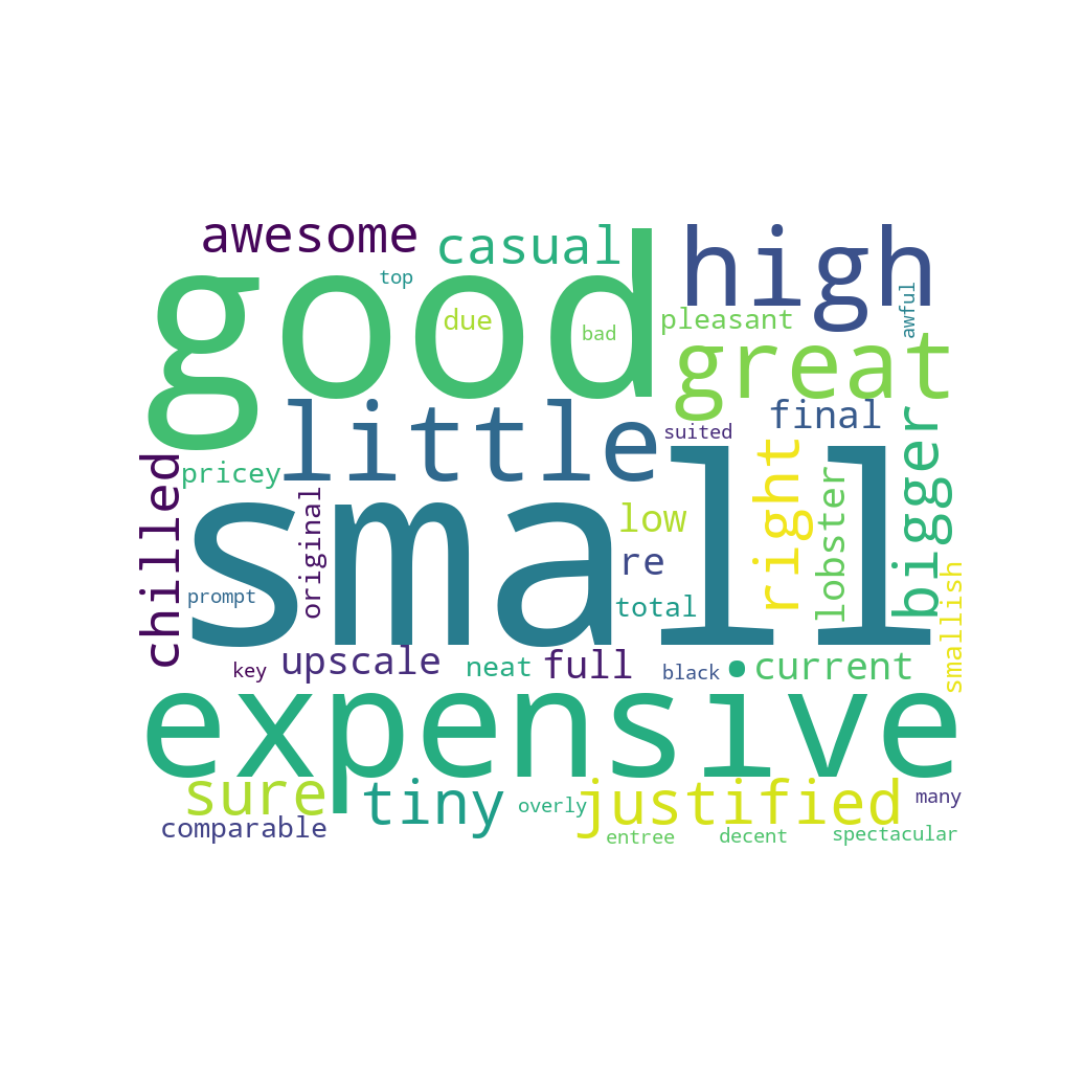 awesome
casual
high
good
top
due
bad
pleasant
awful
great
little
final
suited
bigger
chilled
pricey
original
small
low
right
lobster
re
prompt
total
smallish
key
upscale
neat
full
black
current
expensive
sure
tiny
overly
justified
many
comparable
entree
decent
spectacular